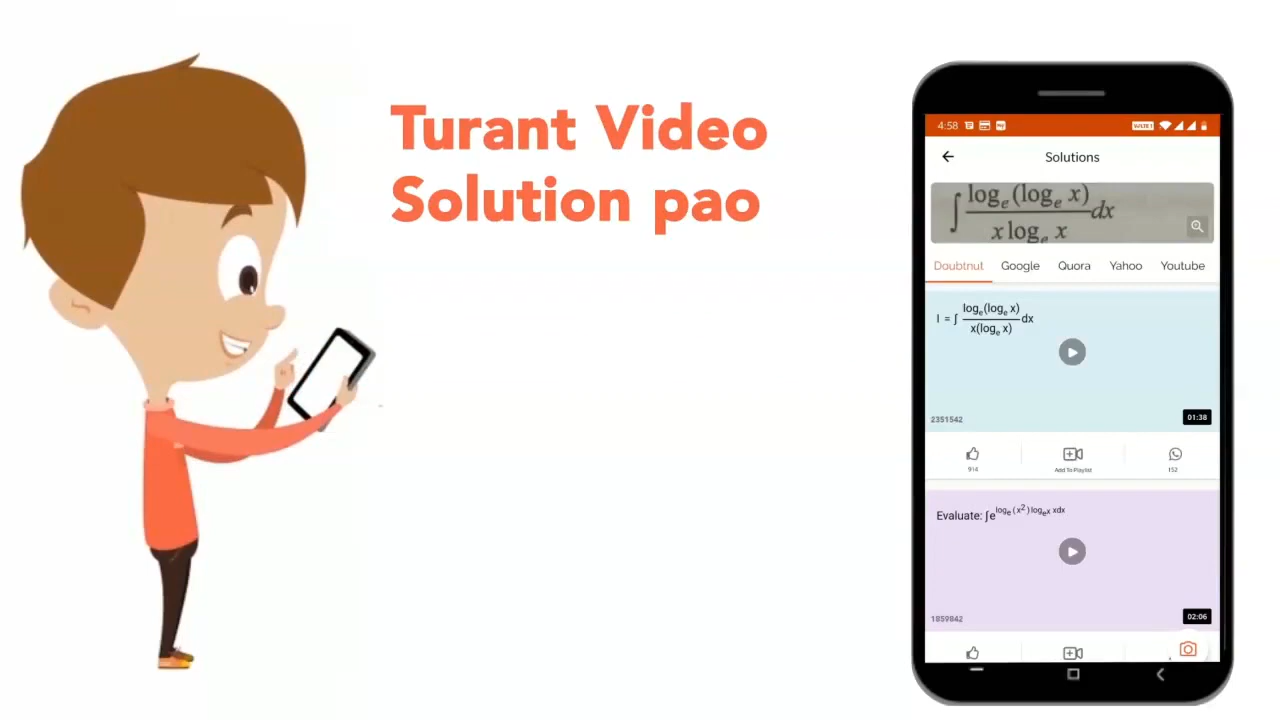 Turant Video
Solution pao
4:58
Solutions
∫ logₑ(logₑ x) / x logₑ x dx
Doubtnut Google Quora Yahoo Youtube
I = ∫ logₑ(logₑ x) / x(logₑ x) dx
2351542 01:38
914 Add To Playlist 152
Evaluate: ∫e^logₑ(x²)logₑx xdx
1859842 02:06